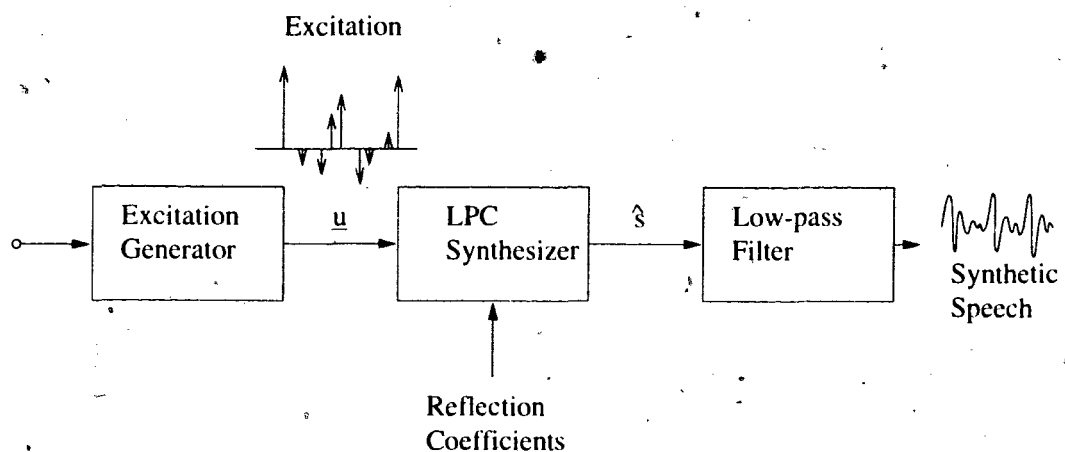 Excitation
Excitation
Generator
u
LPC
Synthesizer
ŝ
Low-pass
Filter
Synthetic
Speech
Reflection
Coefficients